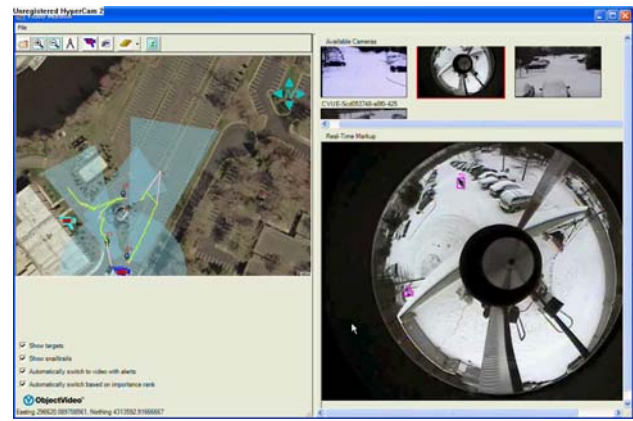 Unregistered HyperCam 2
File
Available Cameras
Real-Time Markup
Show targets
Show snailtrails
Automatically switch to video with alerts
Automatically switch based on importance rank
ObjectVideo